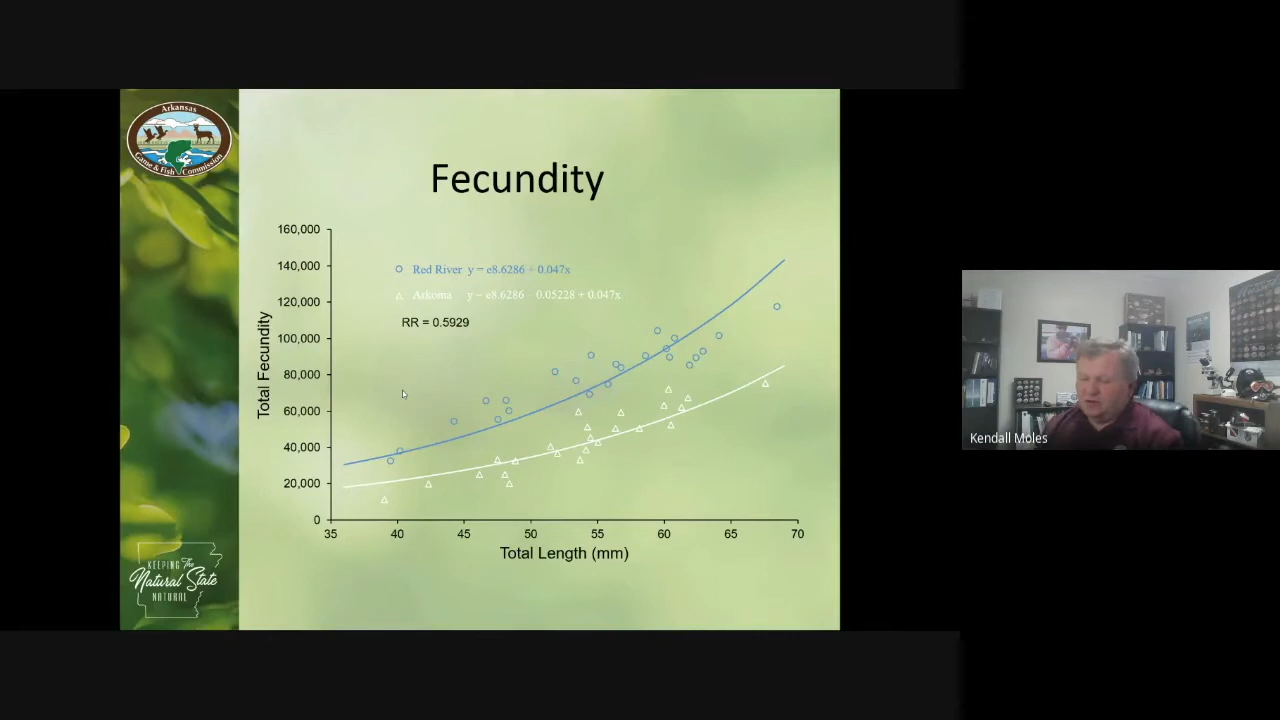 Arkansas
Game & Fish Commission
Fecundity
160,000
140,000
120,000
100,000
80,000
60,000
40,000
20,000
0
Total Fecundity
Red River y = e8.6286 + 0.047x
Arkoma y = e8.6286 - 0.05228 + 0.047x
RR = 0.5929
35 40 45 50 55 60 65 70
Total Length (mm)
KEEPING The
Natural State
NATURAL
Kendall Moles